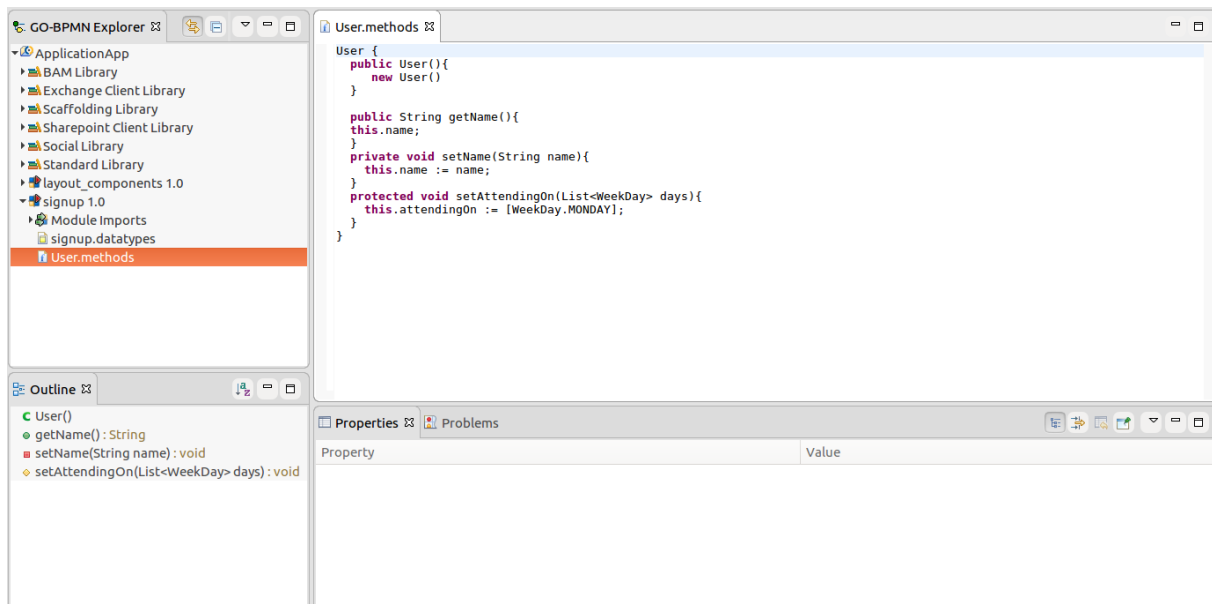 GO-BPMN Explorer
ApplicationApp
BAM Library
Exchange Client Library
Scaffolding Library
Sharepoint Client Library
Social Library
Standard Library
layout_components 1.0
signup 1.0
Module Imports
signup.datatypes
User.methods
User.methods
User {
  public User(){
     new User()
  }

  public String getName(){
  this.name;
  }
  private void setName(String name){
    this.name := name;
  }
  protected void setAttendingOn(List<WeekDay> days){
    this.attendingOn := [WeekDay.MONDAY];
  }
}
Outline
User()
getName() : String
setName(String name) : void
setAttendingOn(List<WeekDay> days) : void
Properties
Problems
Property
Value